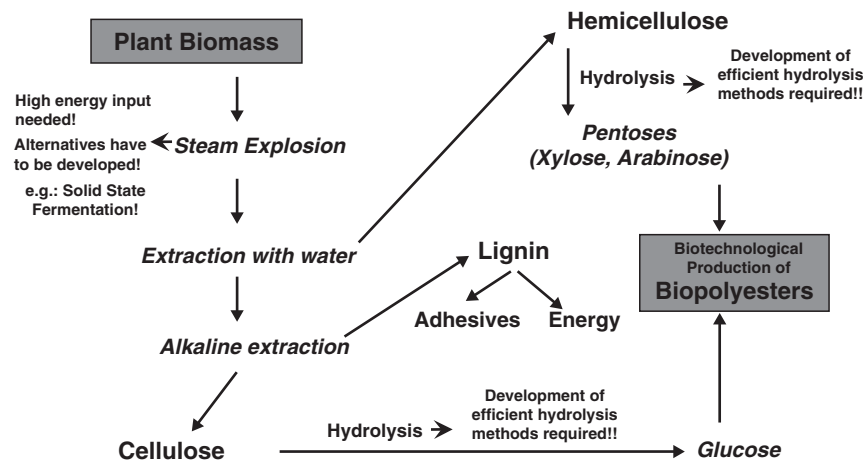 Plant Biomass
High energy input
needed!
Alternatives have
to be developed!
e.g.: Solid State
Fermentation!
Steam Explosion
Extraction with water
Alkaline extraction
Cellulose
Hemicellulose
Hydrolysis
Development of
efficient hydrolysis
methods required!!
Pentoses
(Xylose, Arabinose)
Lignin
Adhesives
Energy
Biotechnological
Production of
Biopolyesters
Hydrolysis
Development of
efficient hydrolysis
methods required!!
Glucose